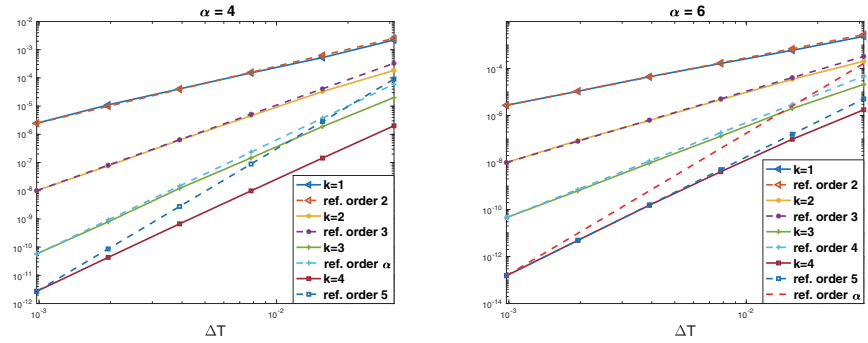 α = 4
10^-2
10^-3
10^-4
10^-5
10^-6
10^-7
10^-8
10^-9
10^-10
10^-11
10^-12
10^-3
10^-2
ΔT
k=1
ref. order 2
k=2
ref. order 3
k=3
ref. order α
k=4
ref. order 5
α = 6
10^-4
10^-6
10^-8
10^-10
10^-12
10^-14
10^-3
10^-2
ΔT
k=1
ref. order 2
k=2
ref. order 3
k=3
ref. order 4
k=4
ref. order 5
ref. order α